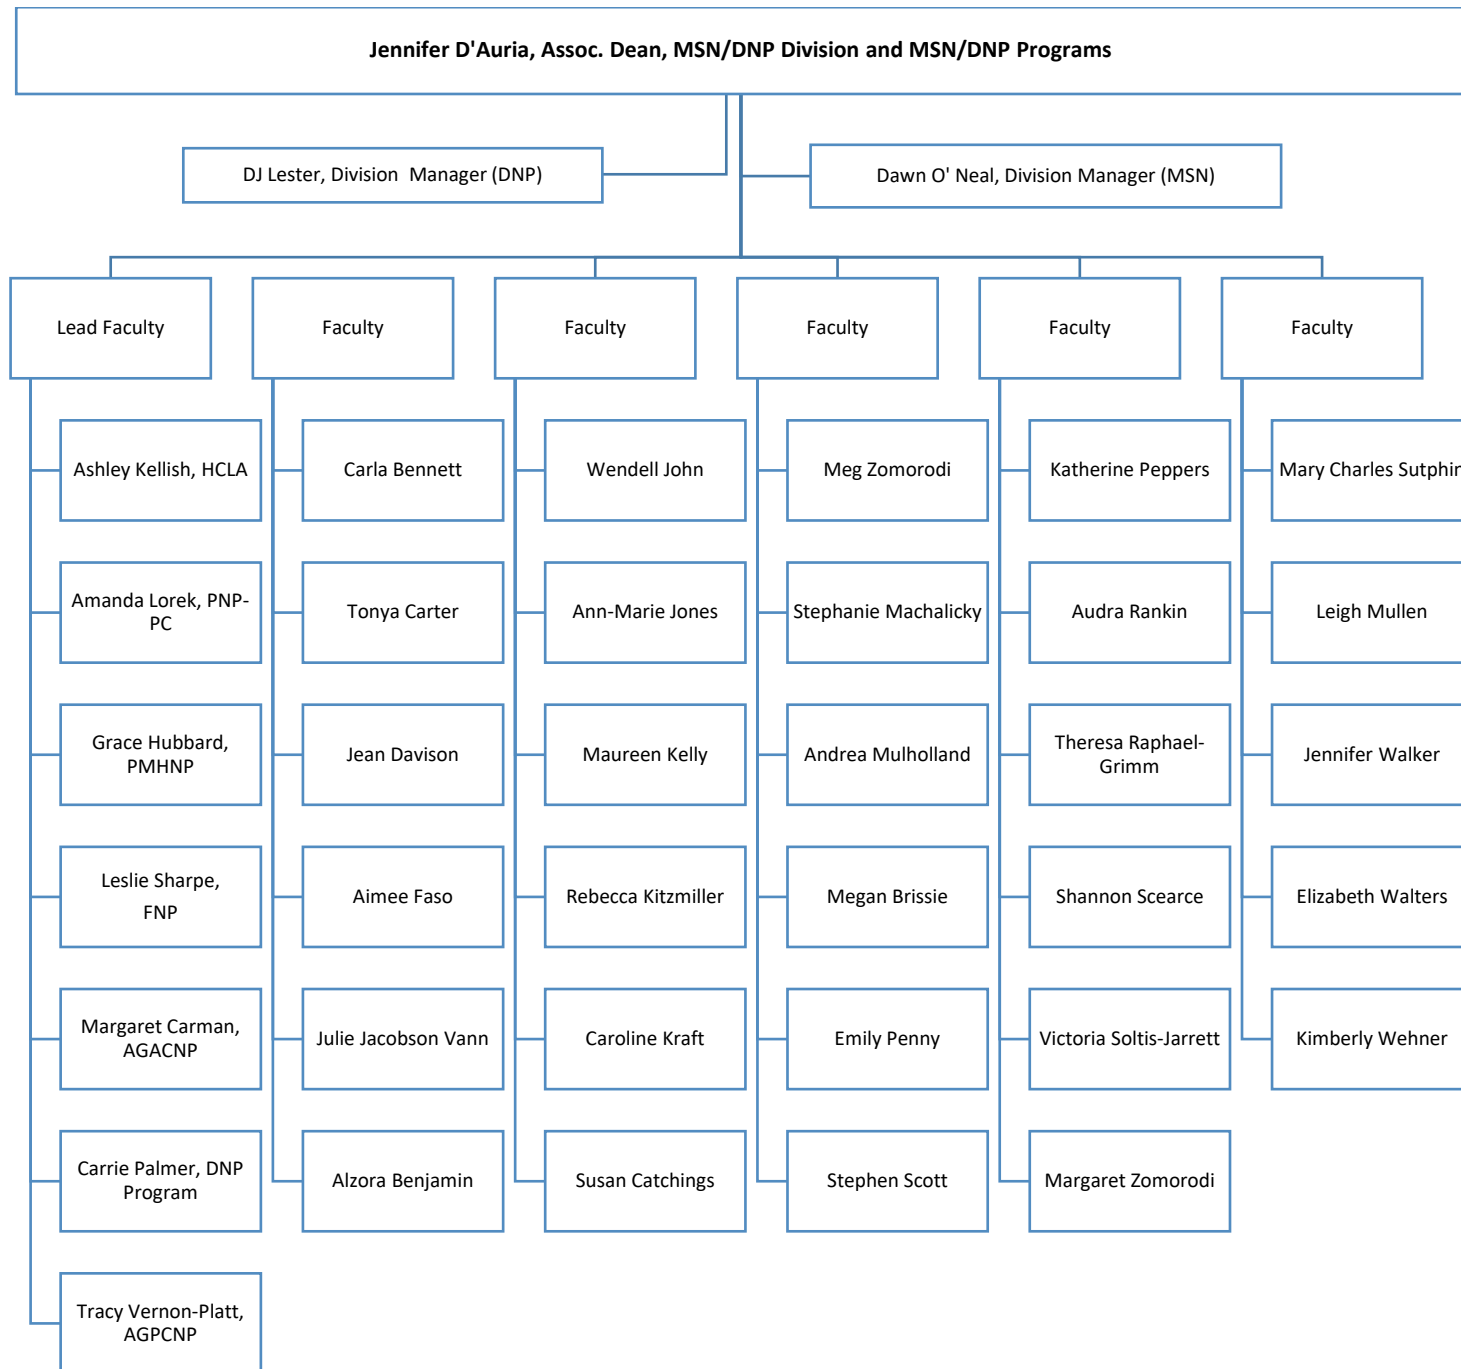 Jennifer D'Auria, Assoc. Dean, MSN/DNP Division and MSN/DNP Programs
DJ Lester, Division  Manager (DNP)
Dawn O' Neal, Division Manager (MSN)
Lead Faculty
Faculty
Faculty
Faculty
Faculty
Faculty
Ashley Kellish, HCLA
Carla Bennett
Wendell John
Meg Zomorodi
Katherine Peppers
Mary Charles Sutphin
Amanda Lorek, PNP-
PC
Tonya Carter
Ann-Marie Jones
Stephanie Machalicky
Audra Rankin
Leigh Mullen
Grace Hubbard,
PMHNP
Jean Davison
Maureen Kelly
Andrea Mulholland
Theresa Raphael-
Grimm
Jennifer Walker
Leslie Sharpe,
FNP
Aimee Faso
Rebecca Kitzmiller
Megan Brissie
Shannon Scearce
Elizabeth Walters
Margaret Carman,
AGACNP
Julie Jacobson Vann
Caroline Kraft
Emily Penny
Victoria Soltis-Jarrett
Kimberly Wehner
Carrie Palmer, DNP
Program
Alzora Benjamin
Susan Catchings
Stephen Scott
Margaret Zomorodi
Tracy Vernon-Platt,
AGPCNP